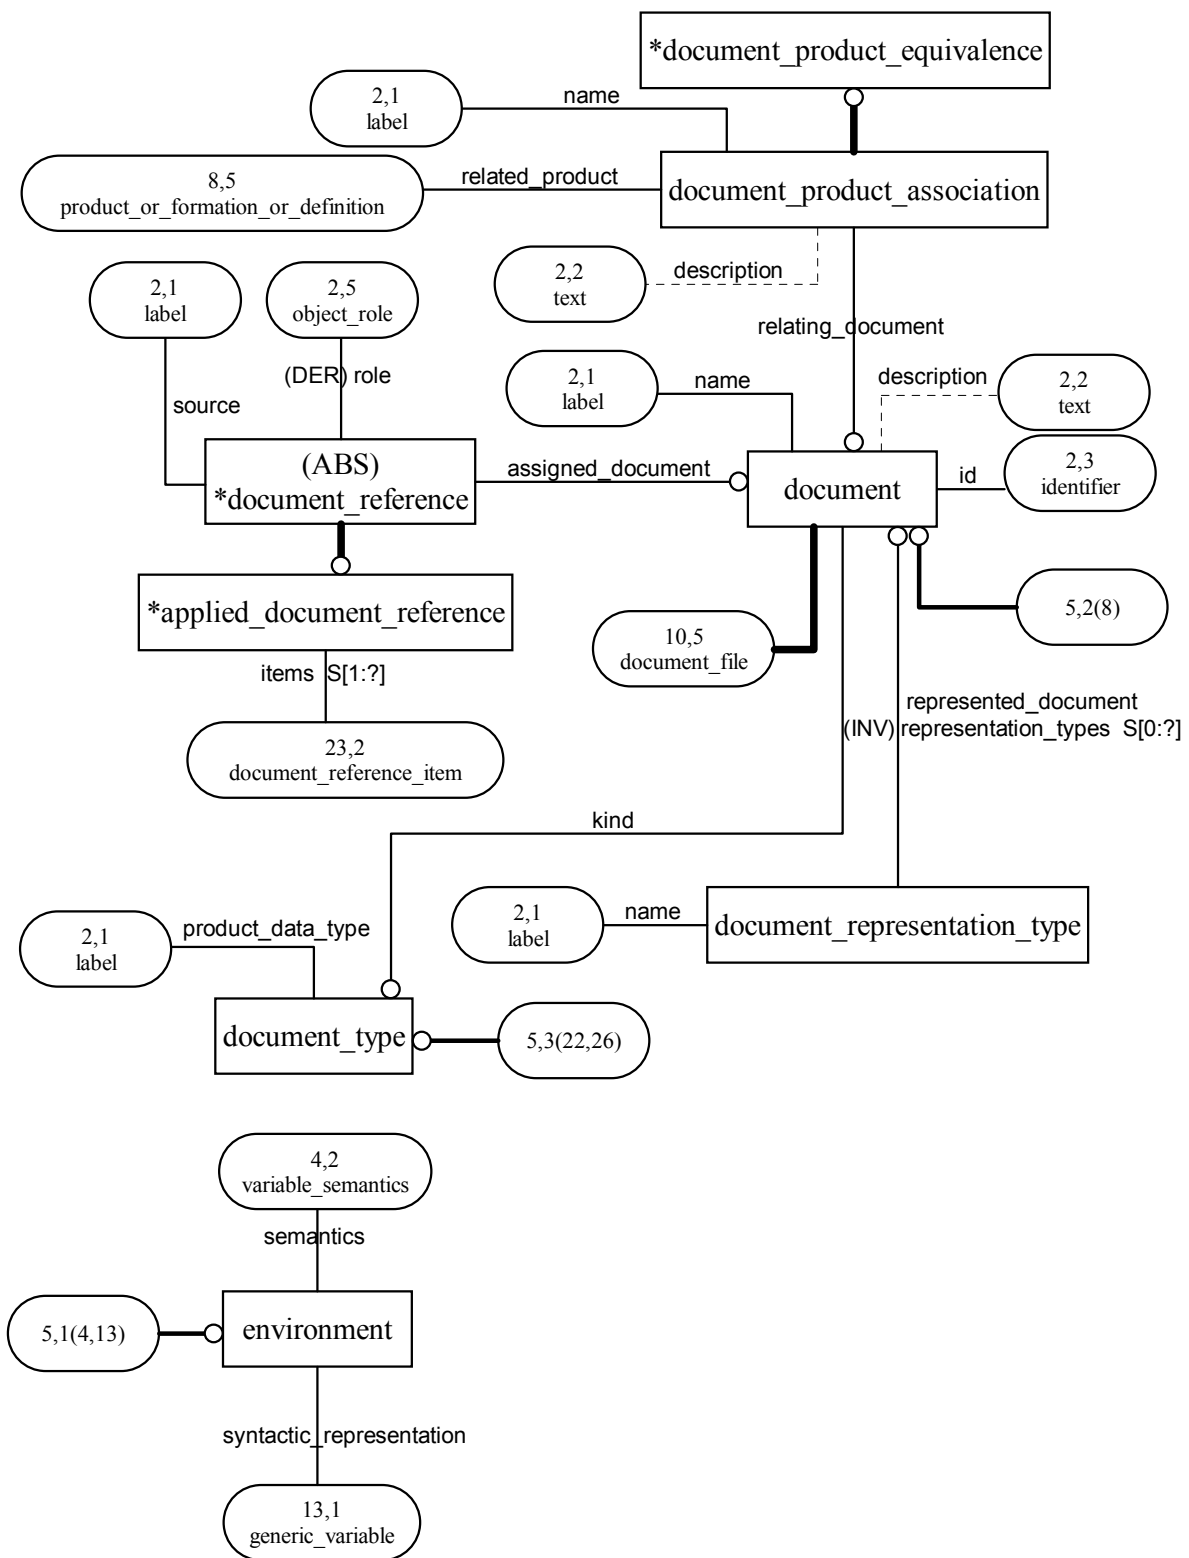 *document_product_equivalence
2,1
label
name
8,5
product_or_formation_or_definition
related_product
document_product_association
2,2
text
description
relating_document
2,1
label
2,5
object_role
(DER) role
source
2,1
label
name
description
2,2
text
(ABS)
*document_reference
assigned_document
document
id
2,3
identifier
*applied_document_reference
items S[1:?]
23,2
document_reference_item
10,5
document_file
5,2(8)
represented_document
(INV) representation_types S[0:?]
kind
2,1
label
product_data_type
2,1
label
name
document_representation_type
document_type
5,3(22,26)
4,2
variable_semantics
semantics
5,1(4,13)
environment
syntactic_representation
13,1
generic_variable